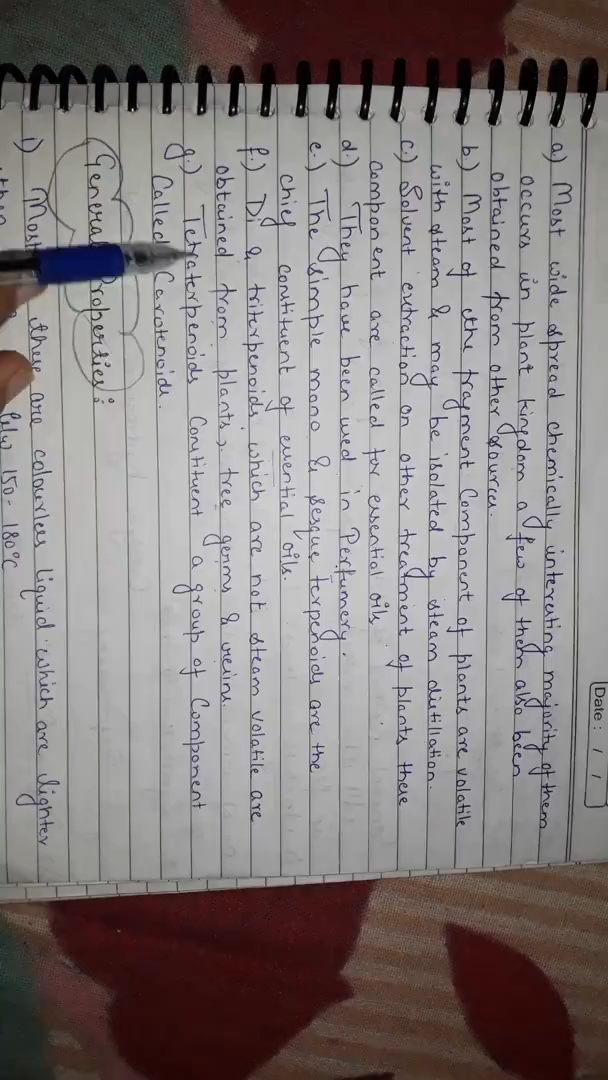 Date : / /
a) Most wide spread chemically interesting majority of them
occurs in plant kingdom a few of them also been
obtained from other sources.
b) Most of the fragment Component of plants are volatile
with steam & may be isolated by steam distillation.
c.) Solvent extraction on other treatment of plants these
component are called for essential oils
d.) They have been used in Perfumery.
e.) The simple mono & sesque terpenoids are the
chief constituent of essential oils.
f.) Di & triterpenoids which are not steam volatile are
obtained from plants, tree & resins.
g.) Tetraterpenoids Constituent a group of Component
Called Carotenoids.
General Properties:
1) Most these are colourless liquid which are lighter
150-180°C